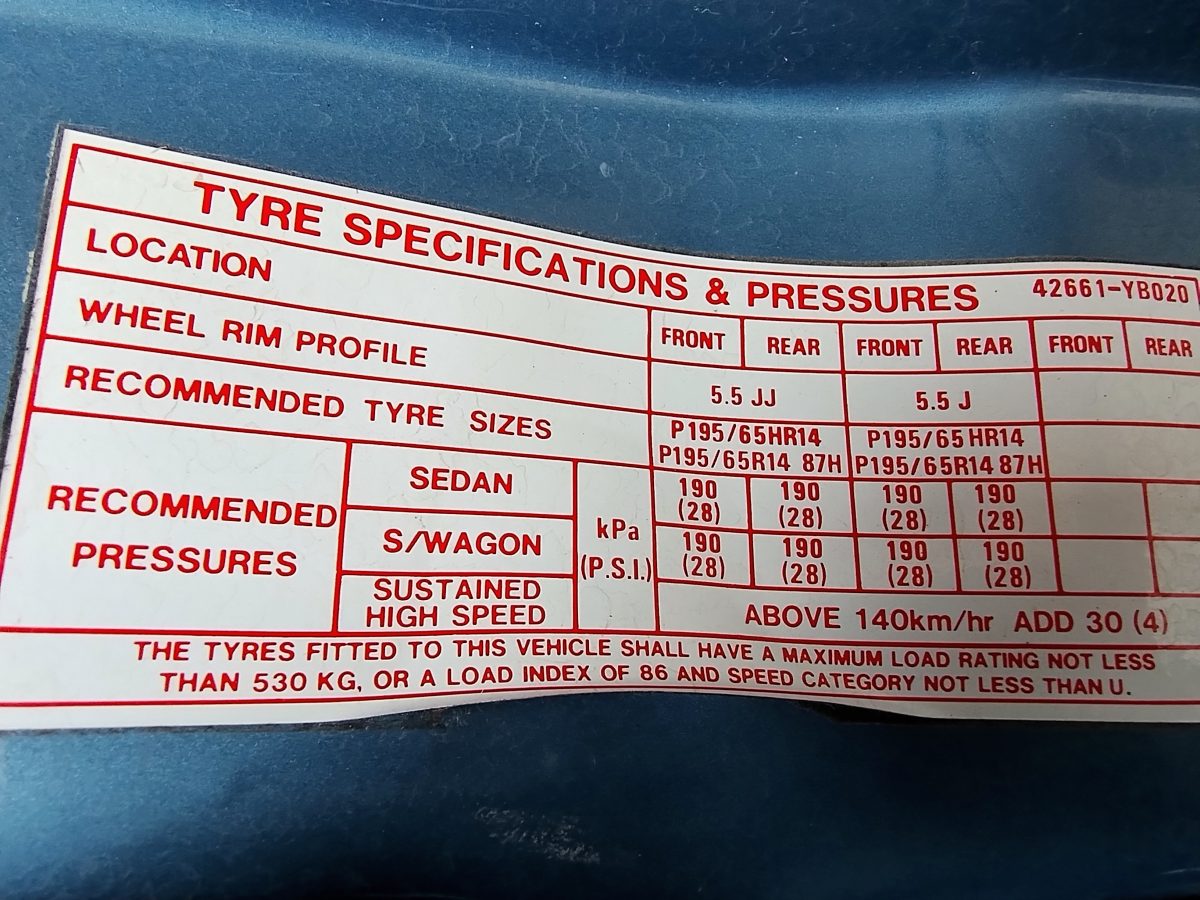 TYRE SPECIFICATIONS & PRESSURES 42661-YB020
LOCATION FRONT REAR FRONT REAR FRONT REAR
WHEEL RIM PROFILE 5.5 JJ 5.5 J
RECOMMENDED TYRE SIZES P195/65HR14 P195/65HR14
P195/65R14 87H P195/65R14 87H
RECOMMENDED PRESSURES
SEDAN 190 190 190 190
(28) (28) (28) (28)
kPa
(P.S.I.)
S/WAGON 190 190 190 190
(28) (28) (28) (28)
SUSTAINED
HIGH SPEED
ABOVE 140km/hr ADD 30 (4)
THE TYRES FITTED TO THIS VEHICLE SHALL HAVE A MAXIMUM LOAD RATING NOT LESS
THAN 530 KG, OR A LOAD INDEX OF 86 AND SPEED CATEGORY NOT LESS THAN U.